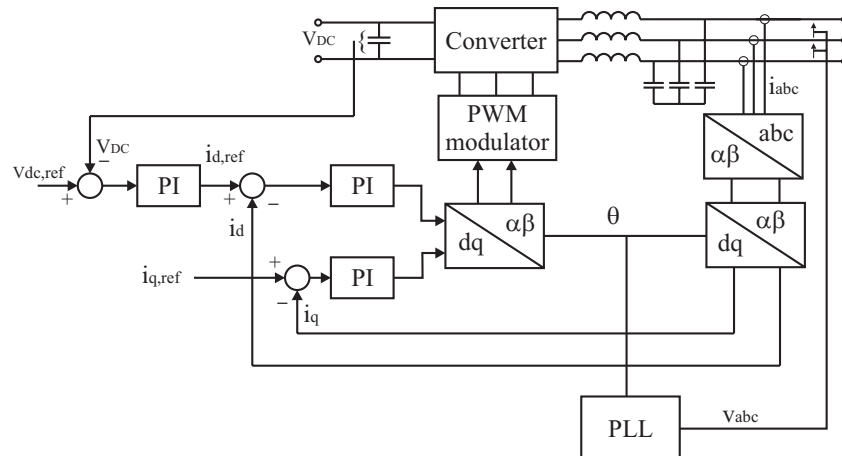 VDC
{
Converter
iabc
PWM
modulator
abc
αβ
VDC
−
id,ref
Vdc,ref
+
PI
+
−
PI
id
αβ
dq
θ
αβ
dq
iq,ref
+
−
PI
iq
PLL
vabc